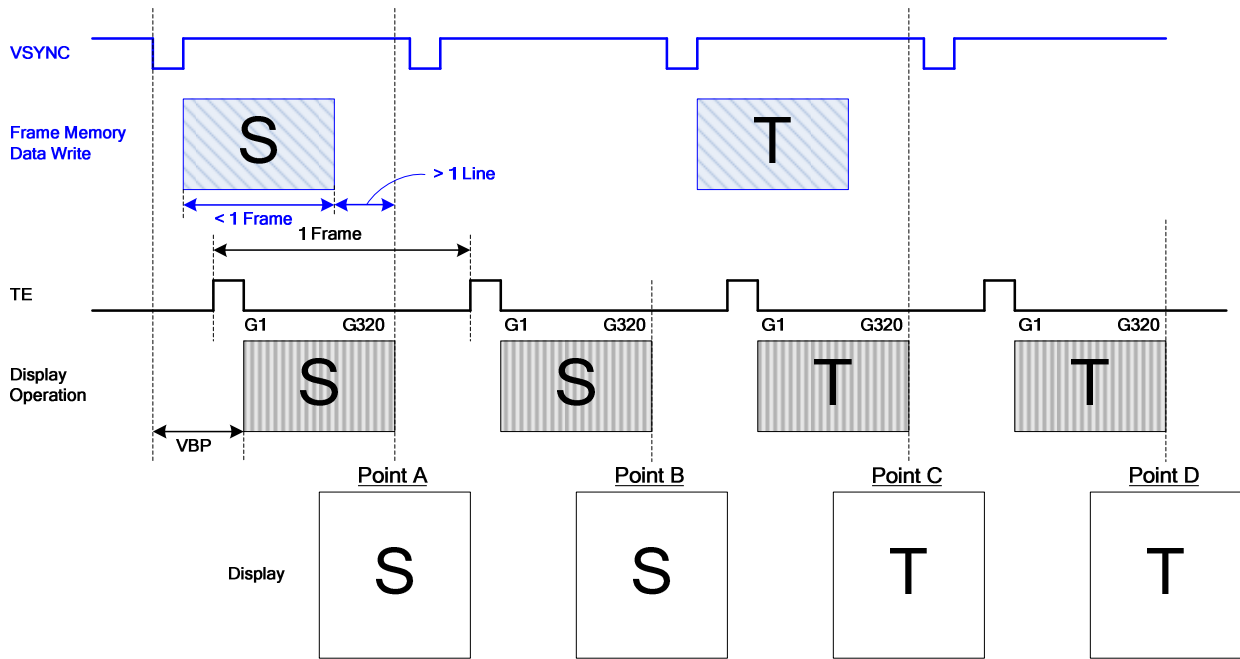 VSYNC
Frame Memory
Data Write
S
T
> 1 Line
< 1 Frame
1 Frame
TE
G1
G320
G1
G320
G1
G320
G1
G320
Display
Operation
S
S
T
T
VBP
Point A
Point B
Point C
Point D
Display
S
S
T
T